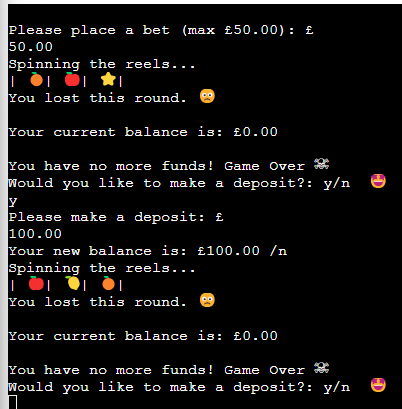 Please place a bet (max £50.00): £
50.00
Spinning the reels...
| 🍊| 🍎| ⭐|
You lost this round. 😳
Your current balance is: £0.00
You have no more funds! Game Over ☠
Would you like to make a deposit?: y/n 🤩
y
Please make a deposit: £
100.00
Your new balance is: £100.00 /n
Spinning the reels...
| 🍎| 🍋| 🍊|
You lost this round. 😳
Your current balance is: £0.00
You have no more funds! Game Over ☠
Would you like to make a deposit?: y/n 🤩